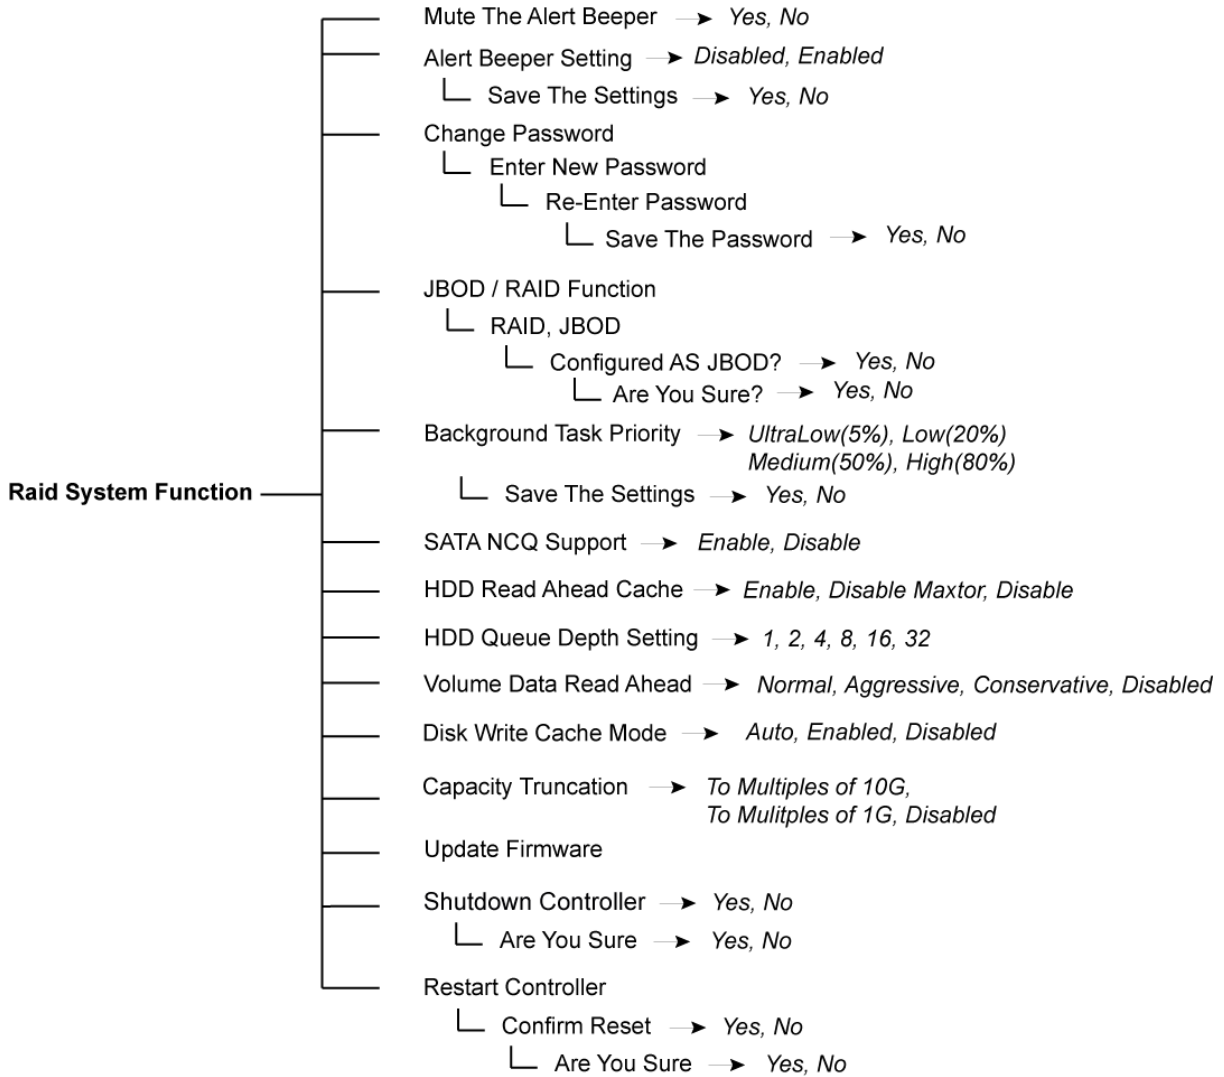 Mute The Alert Beeper Yes, No
Alert Beeper Setting Disabled, Enabled
Save The Settings Yes, No
Change Password
Enter New Password
Re-Enter Password
Save The Password Yes, No
JBOD / RAID Function
RAID, JBOD
Configured AS JBOD? Yes, No
Are You Sure? Yes, No
Background Task Priority UltraLow(5%), Low(20%)
Medium(50%), High(80%)
Raid System Function
Save The Settings Yes, No
SATA NCQ Support Enable, Disable
HDD Read Ahead Cache Enable, Disable Maxtor, Disable
HDD Queue Depth Setting 1, 2, 4, 8, 16, 32
Volume Data Read Ahead Normal, Aggressive, Conservative, Disabled
Disk Write Cache Mode Auto, Enabled, Disabled
Capacity Truncation To Multiples of 10G,
To Mulitples of 1G, Disabled
Update Firmware
Shutdown Controller Yes, No
Are You Sure Yes, No
Restart Controller
Confirm Reset Yes, No
Are You Sure Yes, No